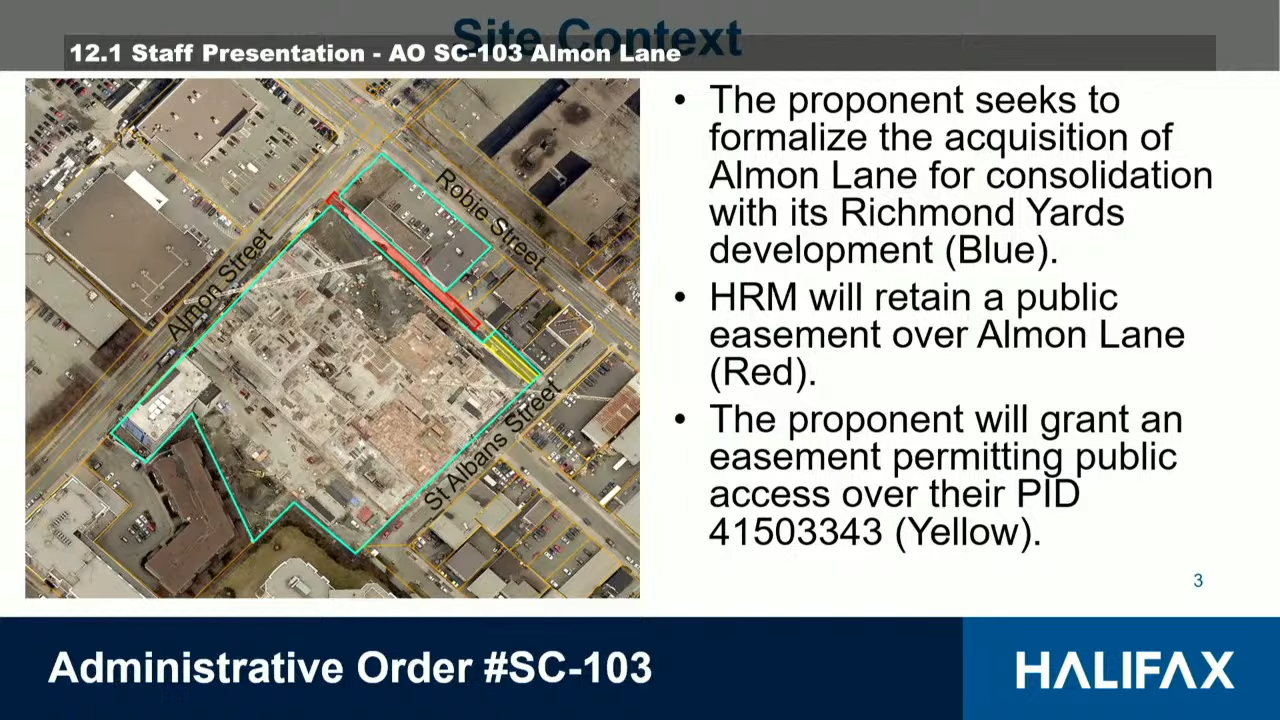 Site Context
12.1 Staff Presentation - AO SC-103 Almon Lane
Robie Street
Almon Street
St Albans Street
• The proponent seeks to
formalize the acquisition of
Almon Lane for consolidation
with its Richmond Yards
development (Blue).
• HRM will retain a public
easement over Almon Lane
(Red).
• The proponent will grant an
easement permitting public
access over their PID
41503343 (Yellow).
3
Administrative Order #SC-103
HALIFAX